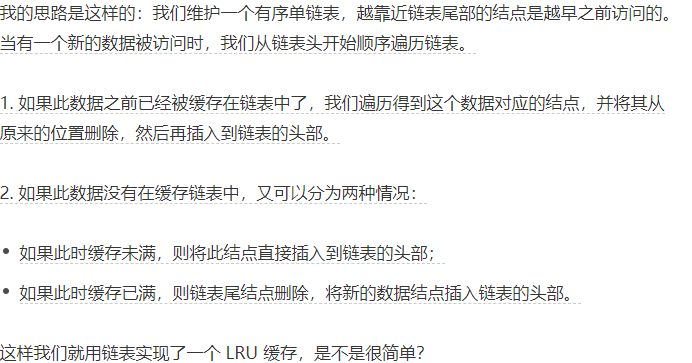 我的思路是这样的：我们维护一个有序单链表，越靠近链表尾部的结点是越早之前访问的。
当有一个新的数据被访问时，我们从链表头开始顺序遍历链表。
1. 如果此数据之前已经被缓存在链表中了，我们遍历得到这个数据对应的结点，并将其从
原来的位置删除，然后再插入到链表的头部。
2. 如果此数据没有在缓存链表中，又可以分为两种情况：
• 如果此时缓存未满，则将此结点直接插入到链表的头部；
• 如果此时缓存已满，则链表尾结点删除，将新的数据结点插入链表的头部。
这样我们就用链表实现了一个 LRU 缓存，是不是很简单？